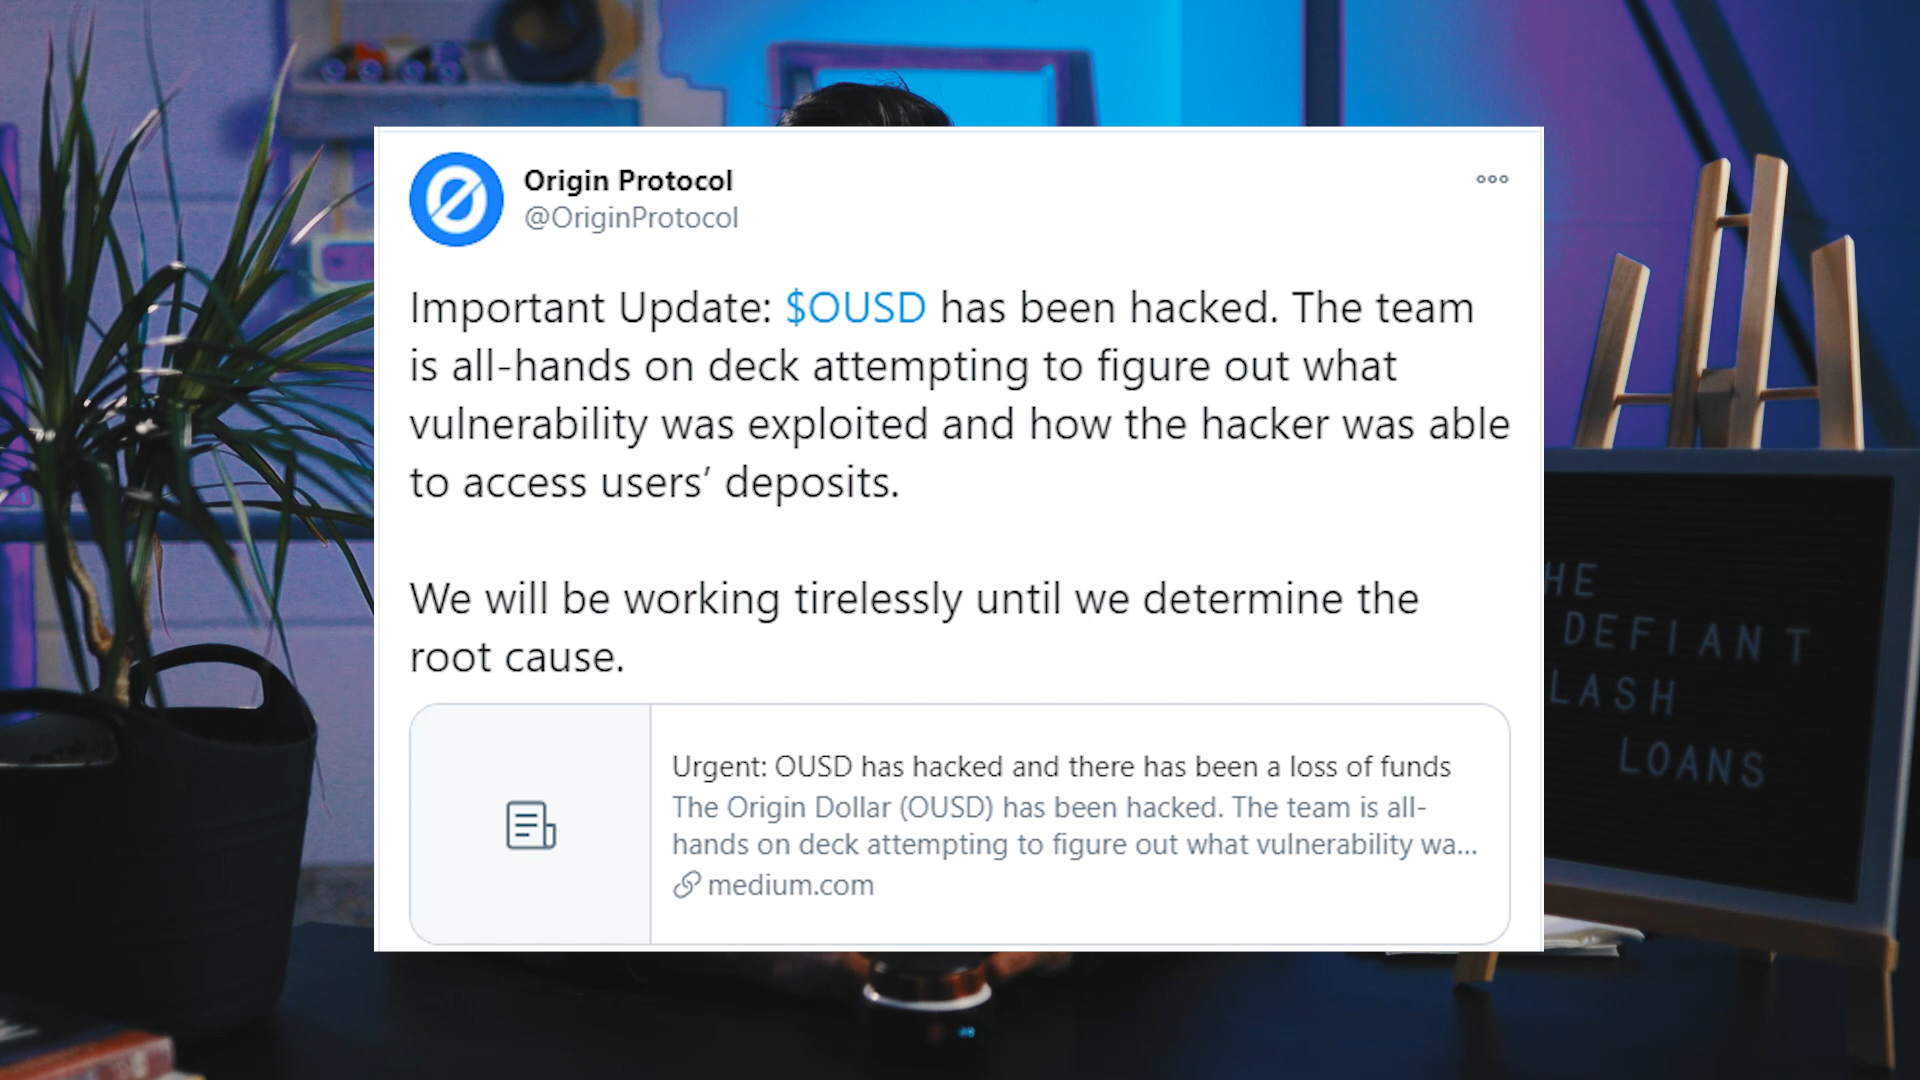 Origin Protocol
@OriginProtocol
Important Update: $OUSD has been hacked. The team
is all-hands on deck attempting to figure out what
vulnerability was exploited and how the hacker was able
to access users’ deposits.
We will be working tirelessly until we determine the
root cause.
Urgent: OUSD has hacked and there has been a loss of funds
The Origin Dollar (OUSD) has been hacked. The team is all-
hands on deck attempting to figure out what vulnerability wa...
medium.com
HE
DEFIANT
LASH
LOANS